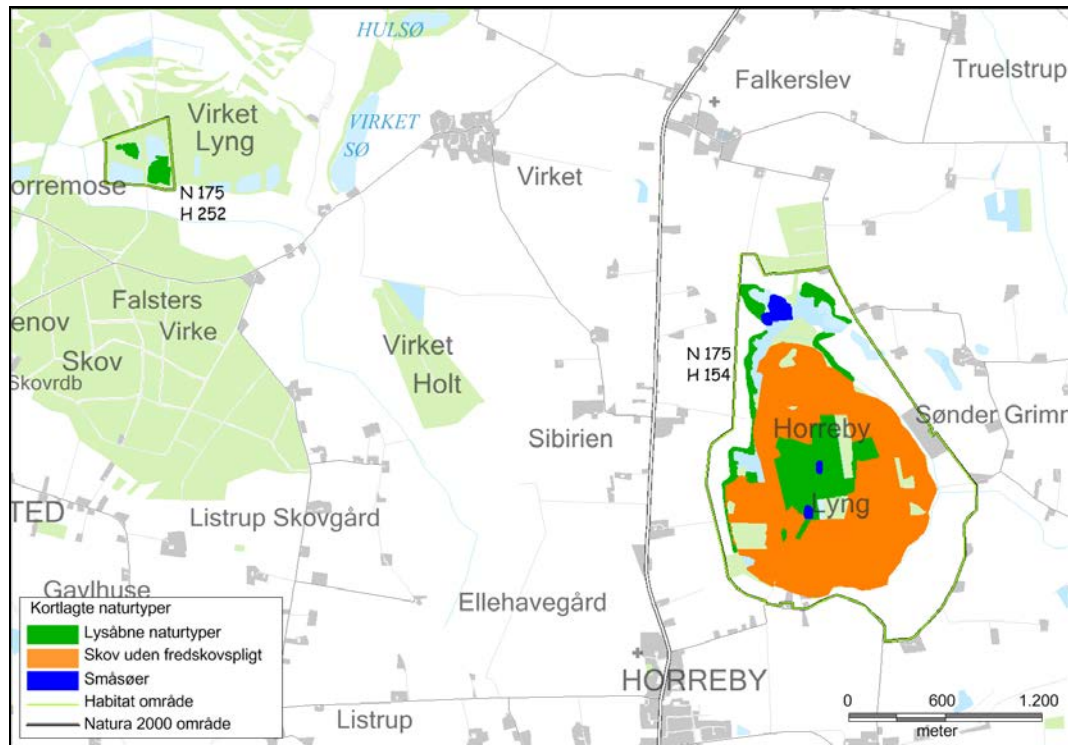 HULSØ
Falkerslev
Truelstrup
Virket
Lyng
VIRKET
SØ
Virket
orremose
N 175
H 252
Falsters
Virke
enov
Skov
Skovrdb
Virket
Holt
N 175
H 154
Sønder Grimm
Sibirien
Horreby
Lyng
TED
Listrup Skovgård
Gavlhuse
Ellehavegård
HORREBY
Listrup
Kortlagte naturtyper
Lysåbne naturtyper
Skov uden fredskovspligt
Småsøer
Habitat område
Natura 2000 område
0 600 1.200
meter